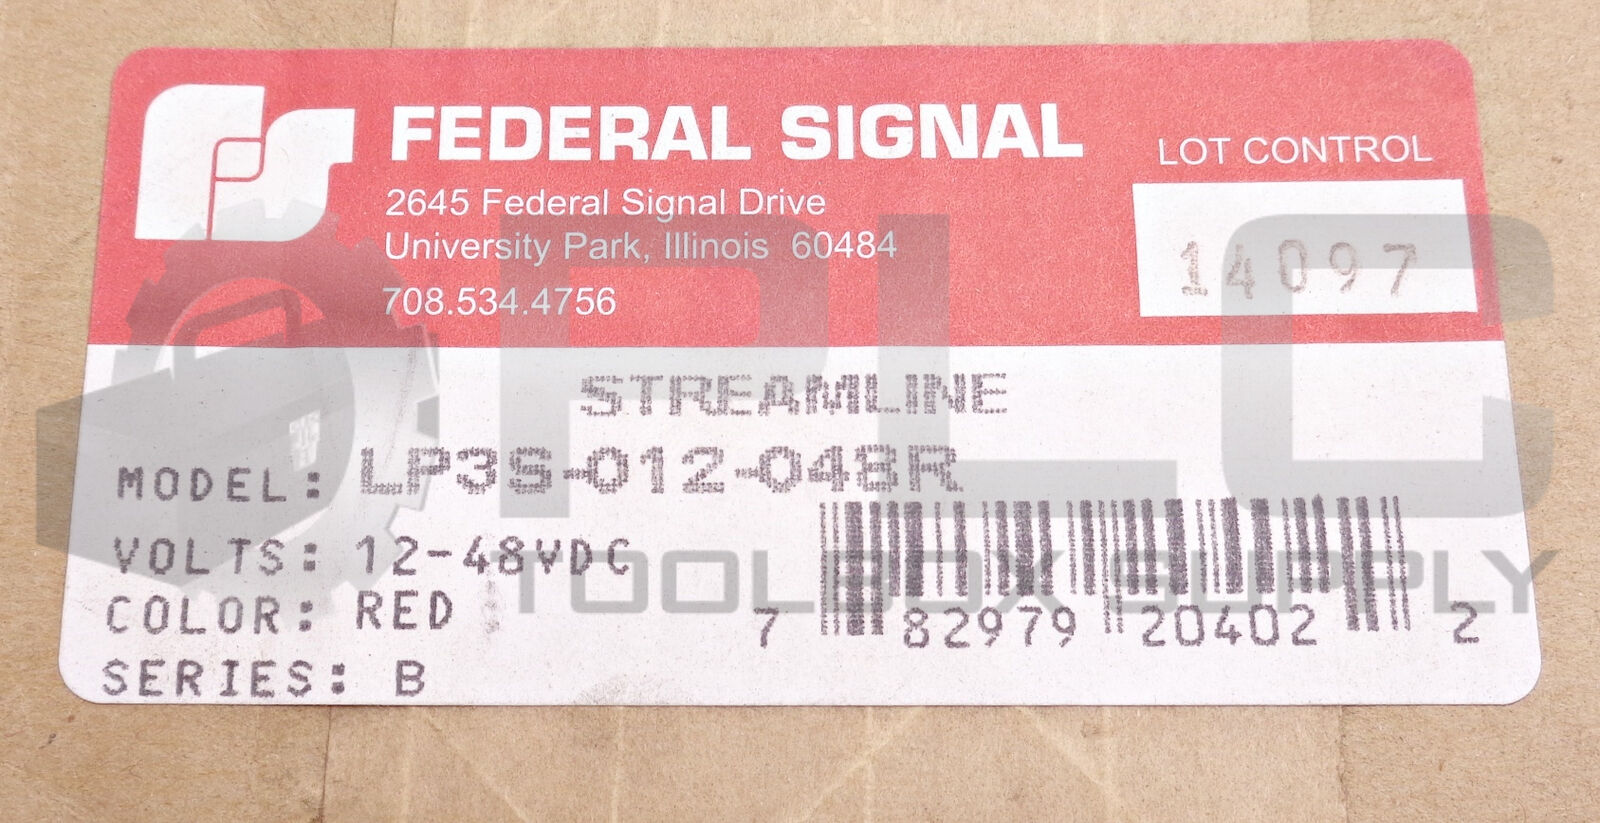 FEDERAL SIGNAL
2645 Federal Signal Drive
University Park, Illinois 60484
708.534.4756
LOT CONTROL
14097
STREAMLINE
MODEL: LP3S-012-048R
VOLTS: 12-48VDC
COLOR: RED
SERIES: B
7 82979 20402 2
PLC
TOOLBOX SUPPLY